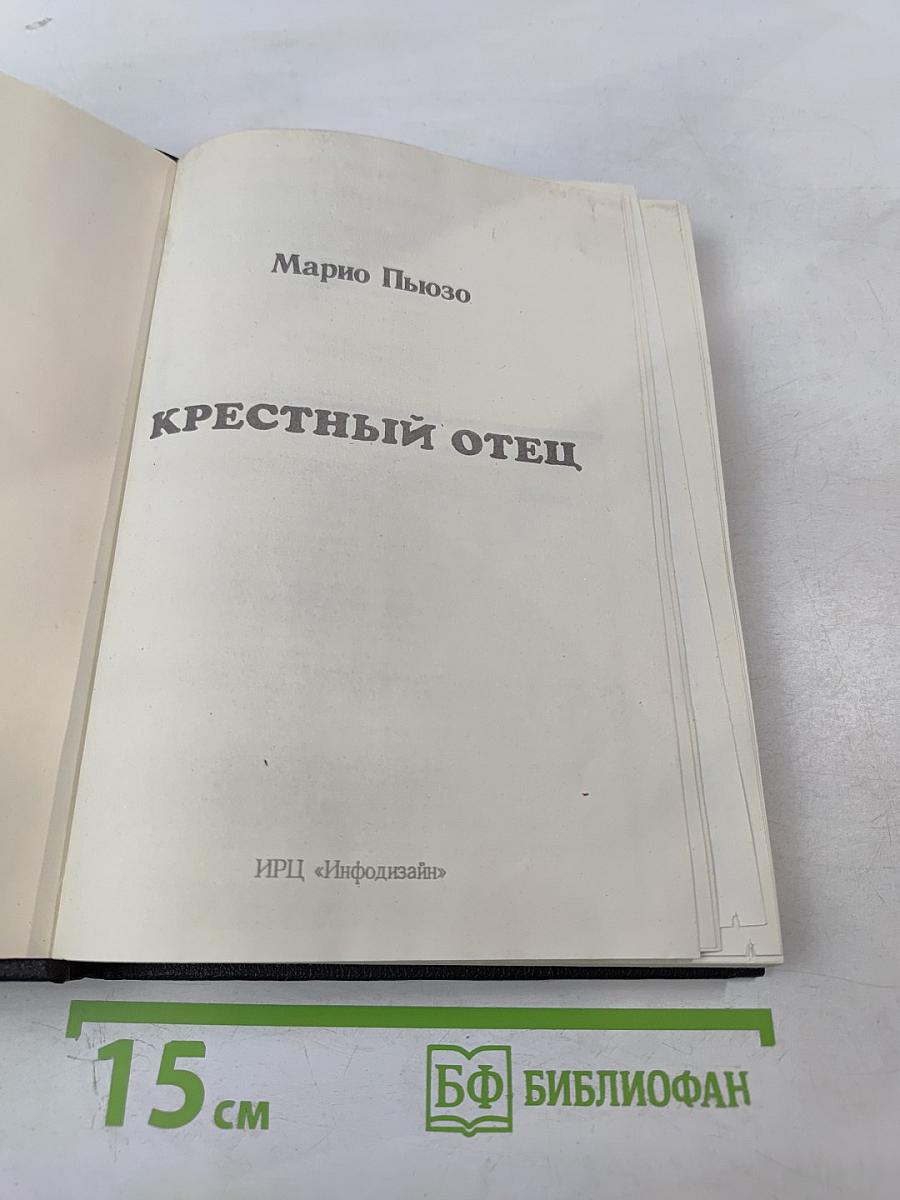 Марио Пьюзо
КРЕСТНЫЙ ОТЕЦ
ИРЦ «Инфодизайн»
15 см
БФ БИБЛИОФАН